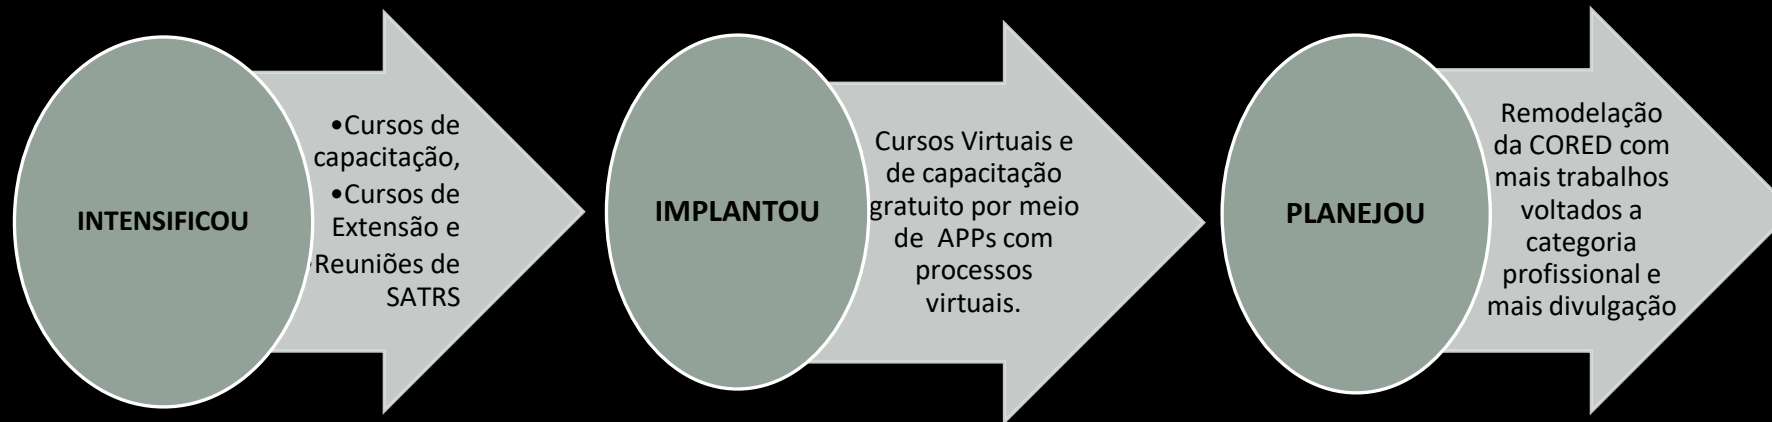 INTENSIFICOU
•Cursos de
capacitação,
•Cursos de
Extensão e
•Reuniões de
SATRS
IMPLANTOU
Cursos Virtuais e
de capacitação
gratuito por meio
de APPs com
processos
virtuais.
PLANEJOU
Remodelação
da CORED com
mais trabalhos
voltados a
categoria
profissional e
mais divulgação